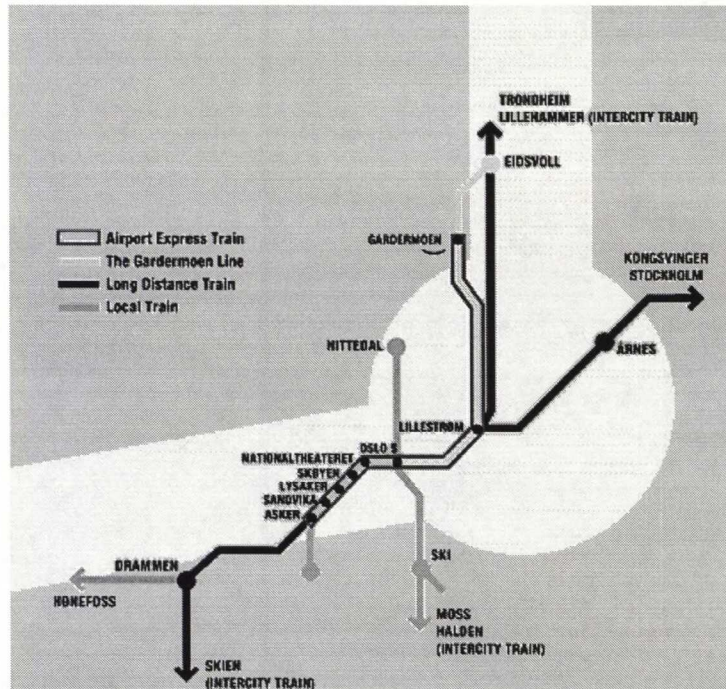 TRONDHEIM
LILLEHAMMER (INTERCITY TRAIN)
EIDSVOLL
GARDERMOEN
KONGSVINGER
STOCKHOLM
Airport Express Train
The Gardermoen Line
Long Distance Train
Local Train
NITTEDAL
ÅRNES
LILLESTRØM
OSLO S
NATIONALTHEATERET
SKØYEN
LYSAKER
SANDVIKA
ASKER
DRAMMEN
HØNEFOSS
SKI
MOSS
HALDEN
(INTERCITY TRAIN)
SKIEN
(INTERCITY TRAIN)